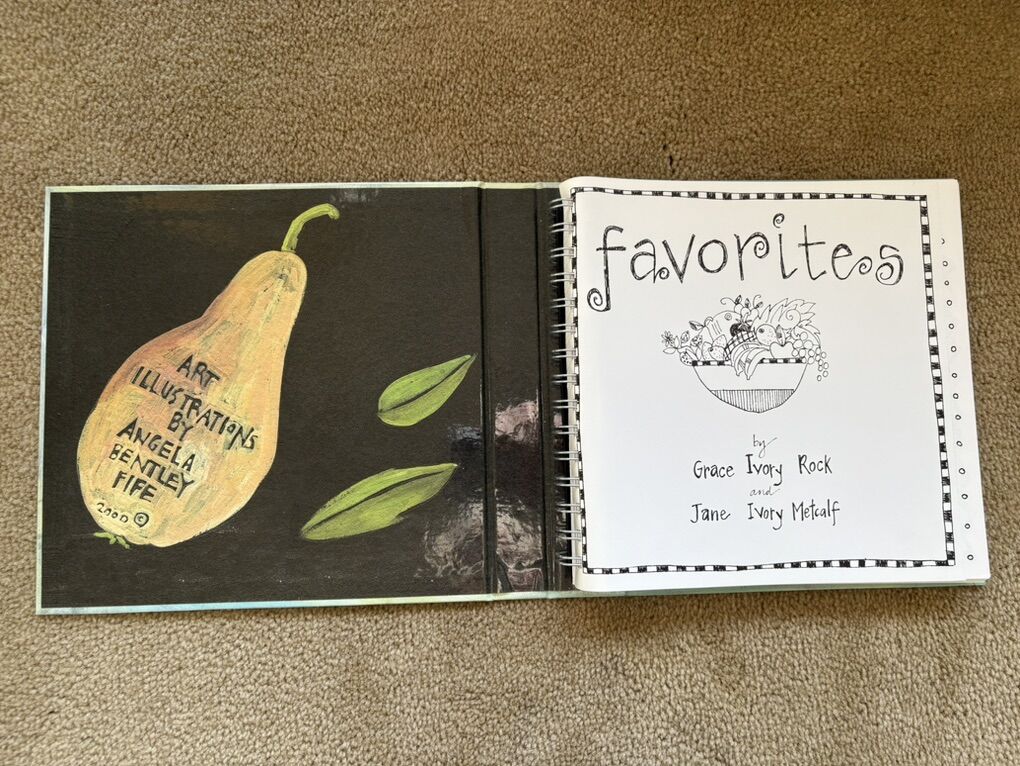 ART
ILLUSTRATIONS
BY
ANGELA
BENTLEY
FIFE
2000 ©
favorites
by
Grace Ivory Rock
and
Jane Ivory Metcalf